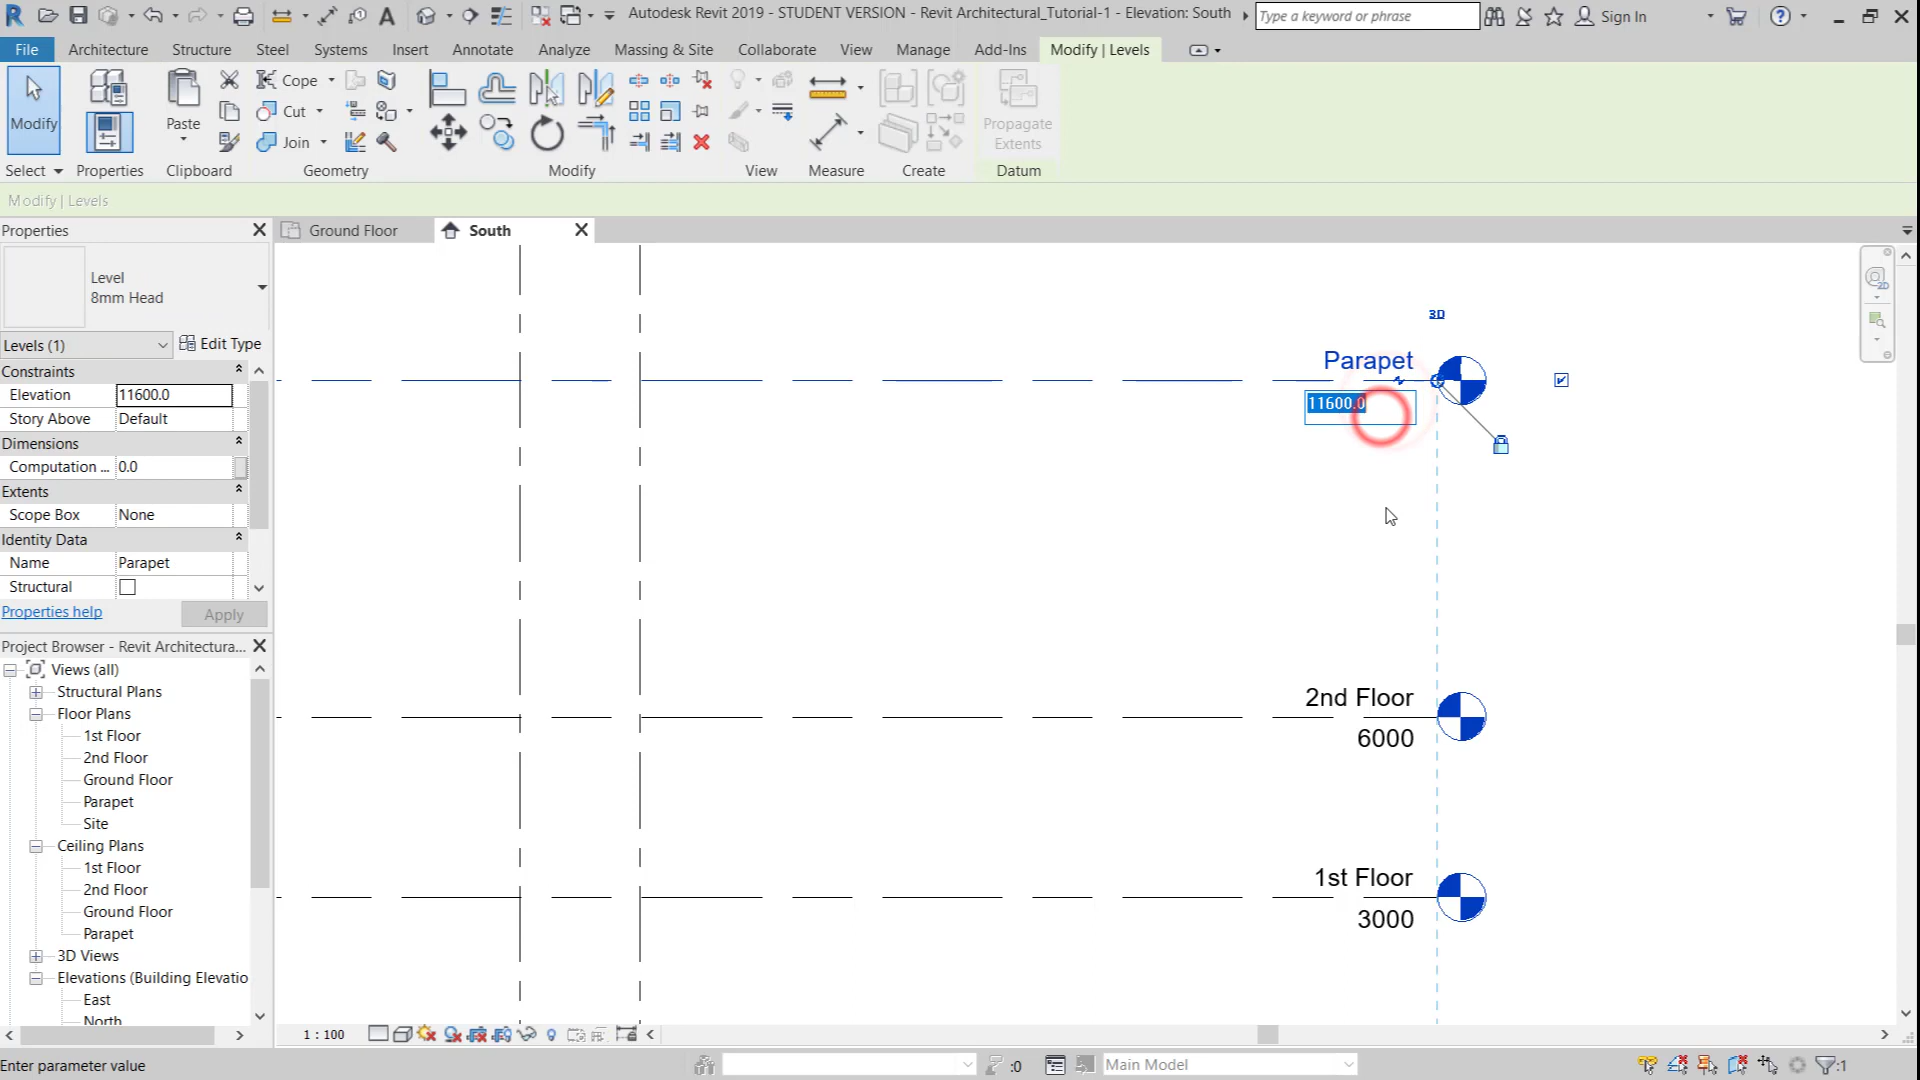 Autodesk Revit 2019 - STUDENT VERSION - Revit Architectural_Tutorial-1 - Elevation: South
Type a keyword or phrase
Sign In
File Architecture Structure Steel Systems Insert Annotate Analyze Massing & Site Collaborate View Manage Add-Ins Modify | Levels
Modify
Paste
Cope
Cut
Join
Propagate
Extents
Select Properties Clipboard Geometry Modify View Measure Create Datum
Modify | Levels
Properties
Ground Floor
South
Level
8mm Head
Levels (1)
Edit Type
Constraints
Elevation 11600.0
Story Above Default
Dimensions
Computation ... 0.0
Extents
Scope Box None
Identity Data
Name Parapet
Structural
Properties help
Apply
Project Browser - Revit Architectura...
Views (all)
Structural Plans
Floor Plans
1st Floor
2nd Floor
Ground Floor
Parapet
Site
Ceiling Plans
1st Floor
2nd Floor
Ground Floor
Parapet
3D Views
Elevations (Building Elevatio
East
North
3D
Parapet
11600.0
2nd Floor
6000
1st Floor
3000
1 : 100
Enter parameter value
:0
Main Model
:1